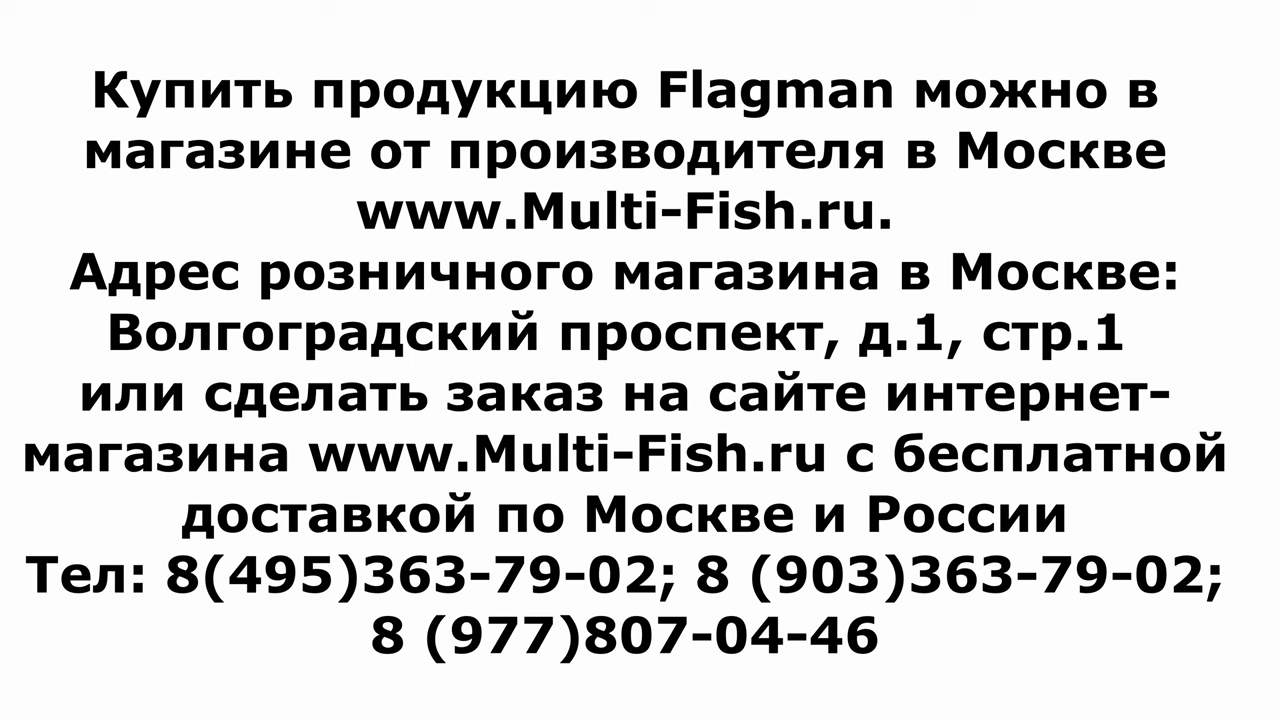 Купить продукцию Flagman можно в
магазине от производителя в Москве
www.Multi-Fish.ru.
Адрес розничного магазина в Москве:
Волгоградский проспект, д.1, стр.1
или сделать заказ на сайте интернет-
магазина www.Multi-Fish.ru с бесплатной
доставкой по Москве и России
Тел: 8(495)363-79-02; 8 (903)363-79-02;
8 (977)807-04-46